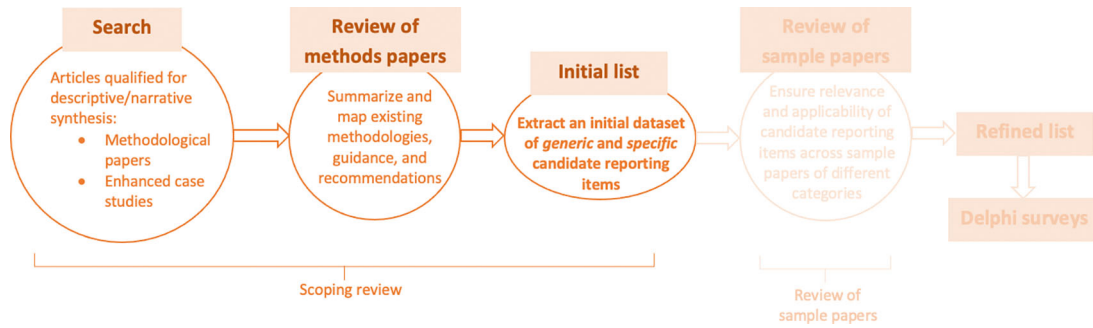 Search
Articles qualified for
descriptive/narrative
synthesis:
• Methodological
papers
• Enhanced case
studies
Review of
methods papers
Summarize and
map existing
methodologies,
guidance, and
recommendations
Initial list
Extract an initial dataset
of generic and specific
candidate reporting
items
Review of
sample papers
Ensure relevance
and applicability of
candidate reporting
items across sample
papers of different
categories
Refined list
Delphi surveys
Scoping review
Review of
sample papers